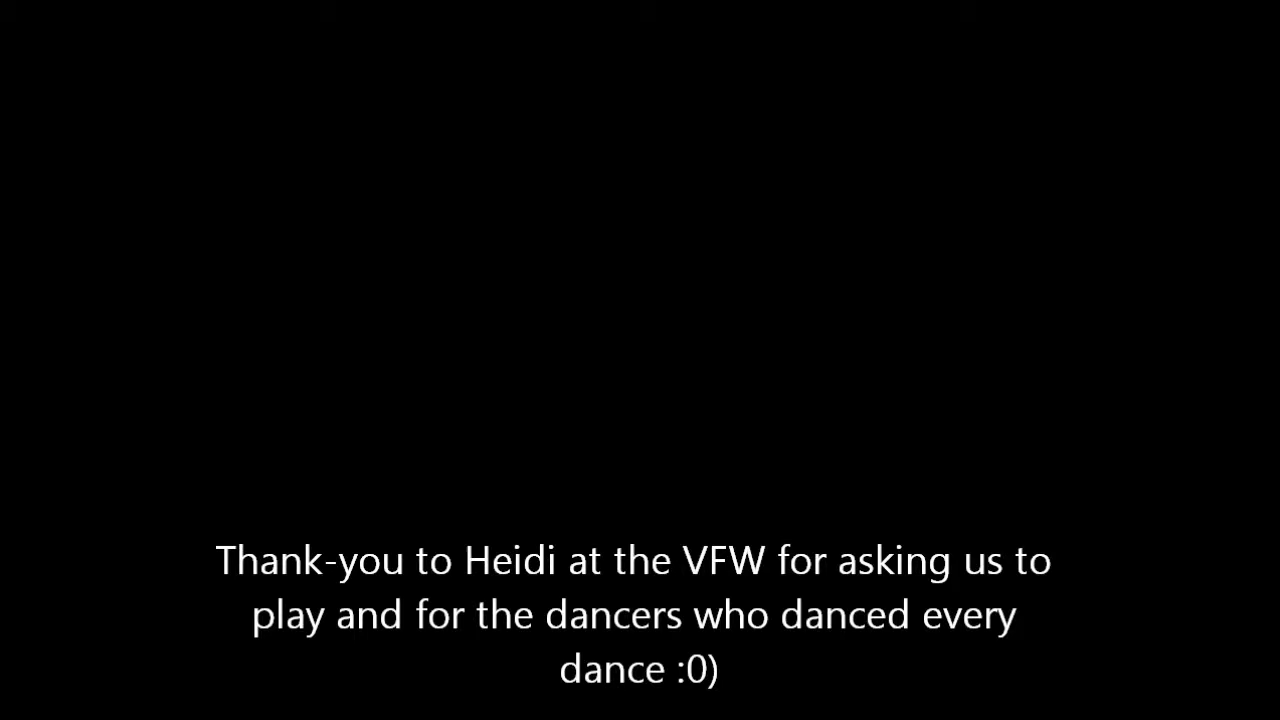 Thank-you to Heidi at the VFW for asking us to
play and for the dancers who danced every
dance :0)